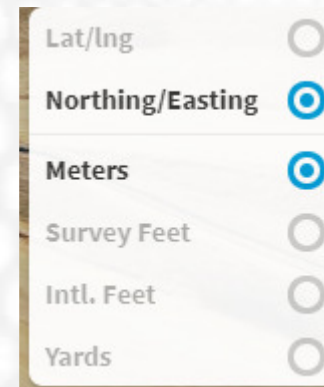 Lat/lng
Northing/Easting
Meters
Survey Feet
Intl. Feet
Yards